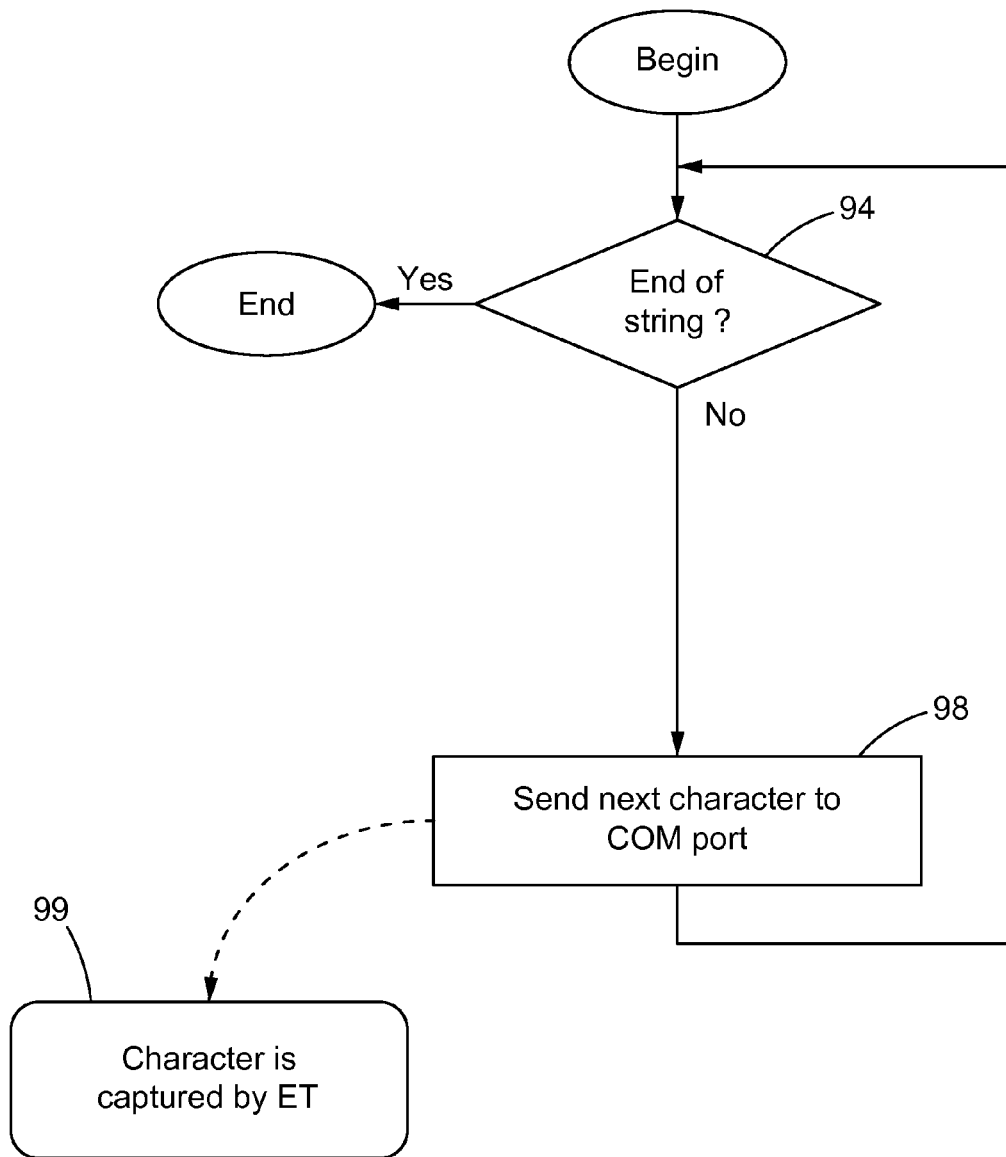 Begin
94
End of
string ?
Yes
End
No
98
Send next character to
COM port
99
Character is
captured by ET